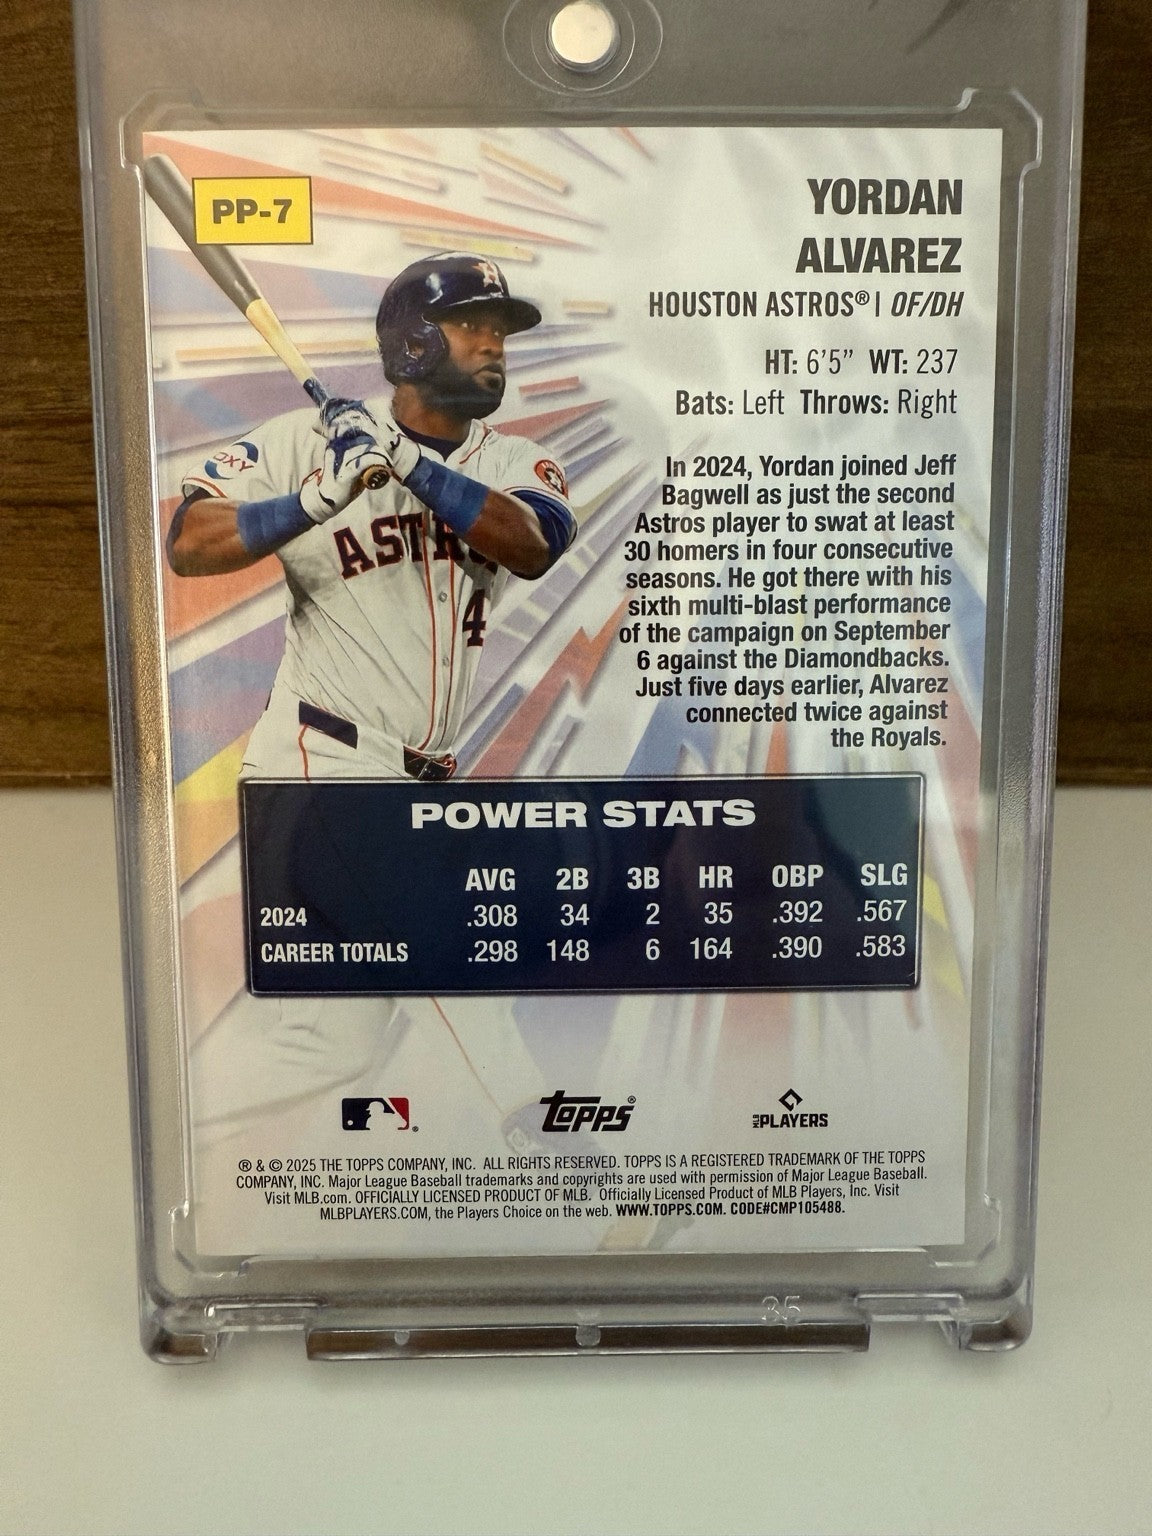 PP-7
YORDAN
ALVAREZ
HOUSTON ASTROS® | OF/DH
HT: 6'5" WT: 237
Bats: Left Throws: Right
In 2024, Yordan joined Jeff
Bagwell as just the second
Astros player to swat at least
30 homers in four consecutive
seasons. He got there with his
sixth multi-blast performance
of the campaign on September
6 against the Diamondbacks.
Just five days earlier, Alvarez
connected twice against
the Royals.
OXY
ASTR
4
POWER STATS
AVG 2B 3B HR OBP SLG
2024 .308 34 2 35 .392 .567
CAREER TOTALS .298 148 6 164 .390 .583
® topps®
MLB PLAYERS
® & © 2025 THE TOPPS COMPANY, INC. ALL RIGHTS RESERVED. TOPPS IS A REGISTERED TRADEMARK OF THE TOPPS
COMPANY, INC. Major League Baseball trademarks and copyrights are used with permission of Major League Baseball.
Visit MLB.com. OFFICIALLY LICENSED PRODUCT OF MLB. Officially Licensed Product of MLB Players, Inc. Visit
MLBPLAYERS.COM, the Players Choice on the web. WWW.TOPPS.COM. CODE#CMP105488.
35